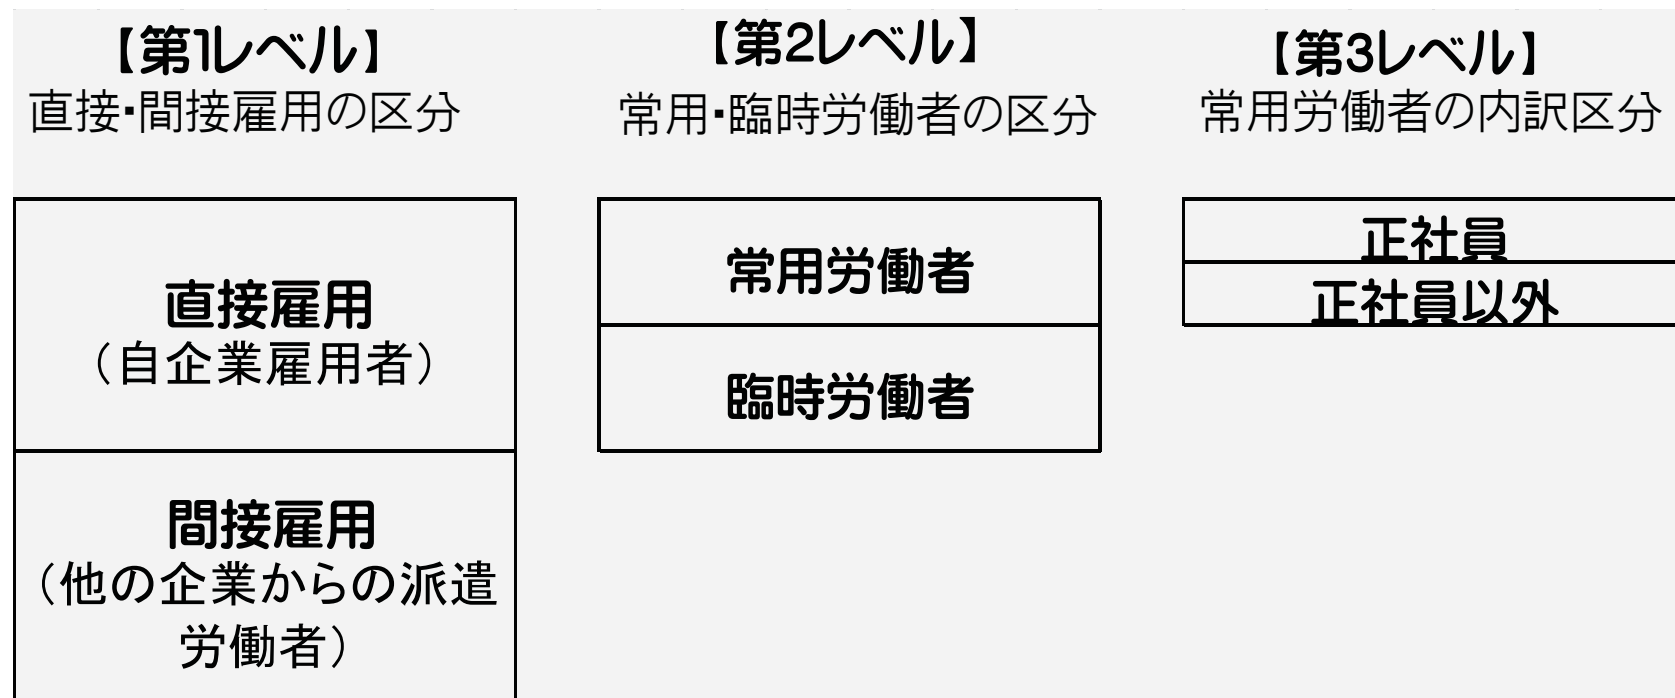 【第1レベル】
直接・間接雇用の区分
【第2レベル】
常用・臨時労働者の区分
【第3レベル】
常用労働者の内訳区分
直接雇用
（自企業雇用者）
間接雇用
（他の企業からの派遣
労働者）
常用労働者
臨時労働者
正社員
正社員以外